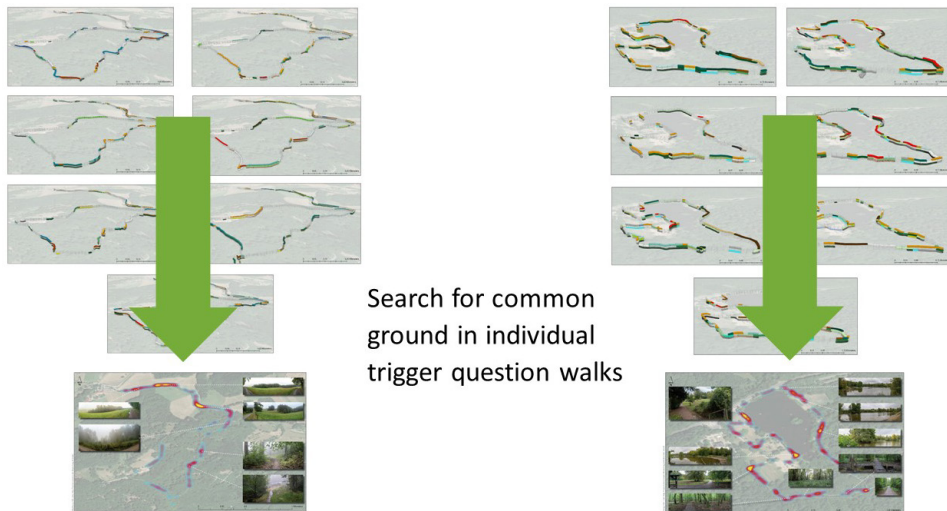 Search for common
ground in individual
trigger question walks